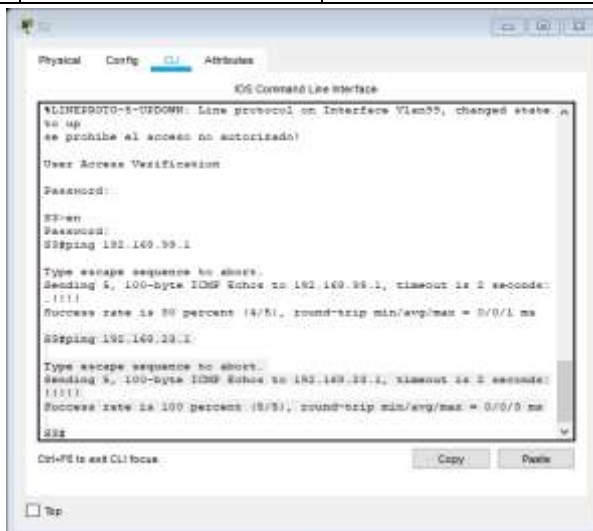 Physical Config CLI Attributes
IOS Command Line Interface
%LINEPROTO-5-UPDOWN: Line protocol on Interface Vlan99, changed state
to up
se prohibe el acceso no autorizado!
User Access Verification
Password:
S3>en
Password:
S3#ping 192.168.99.1
Type escape sequence to abort.
Sending 5, 100-byte ICMP Echos to 192.168.99.1, timeout is 2 seconds:
.!!!!
Success rate is 80 percent (4/5), round-trip min/avg/max = 0/0/1 ms
S3#ping 192.168.23.1
Type escape sequence to abort.
Sending 5, 100-byte ICMP Echos to 192.168.23.1, timeout is 2 seconds:
!!!!!
Success rate is 100 percent (5/5), round-trip min/avg/max = 0/0/0 ms
S3#
Ctrl+F6 to exit CLI focus
Copy Paste
Top